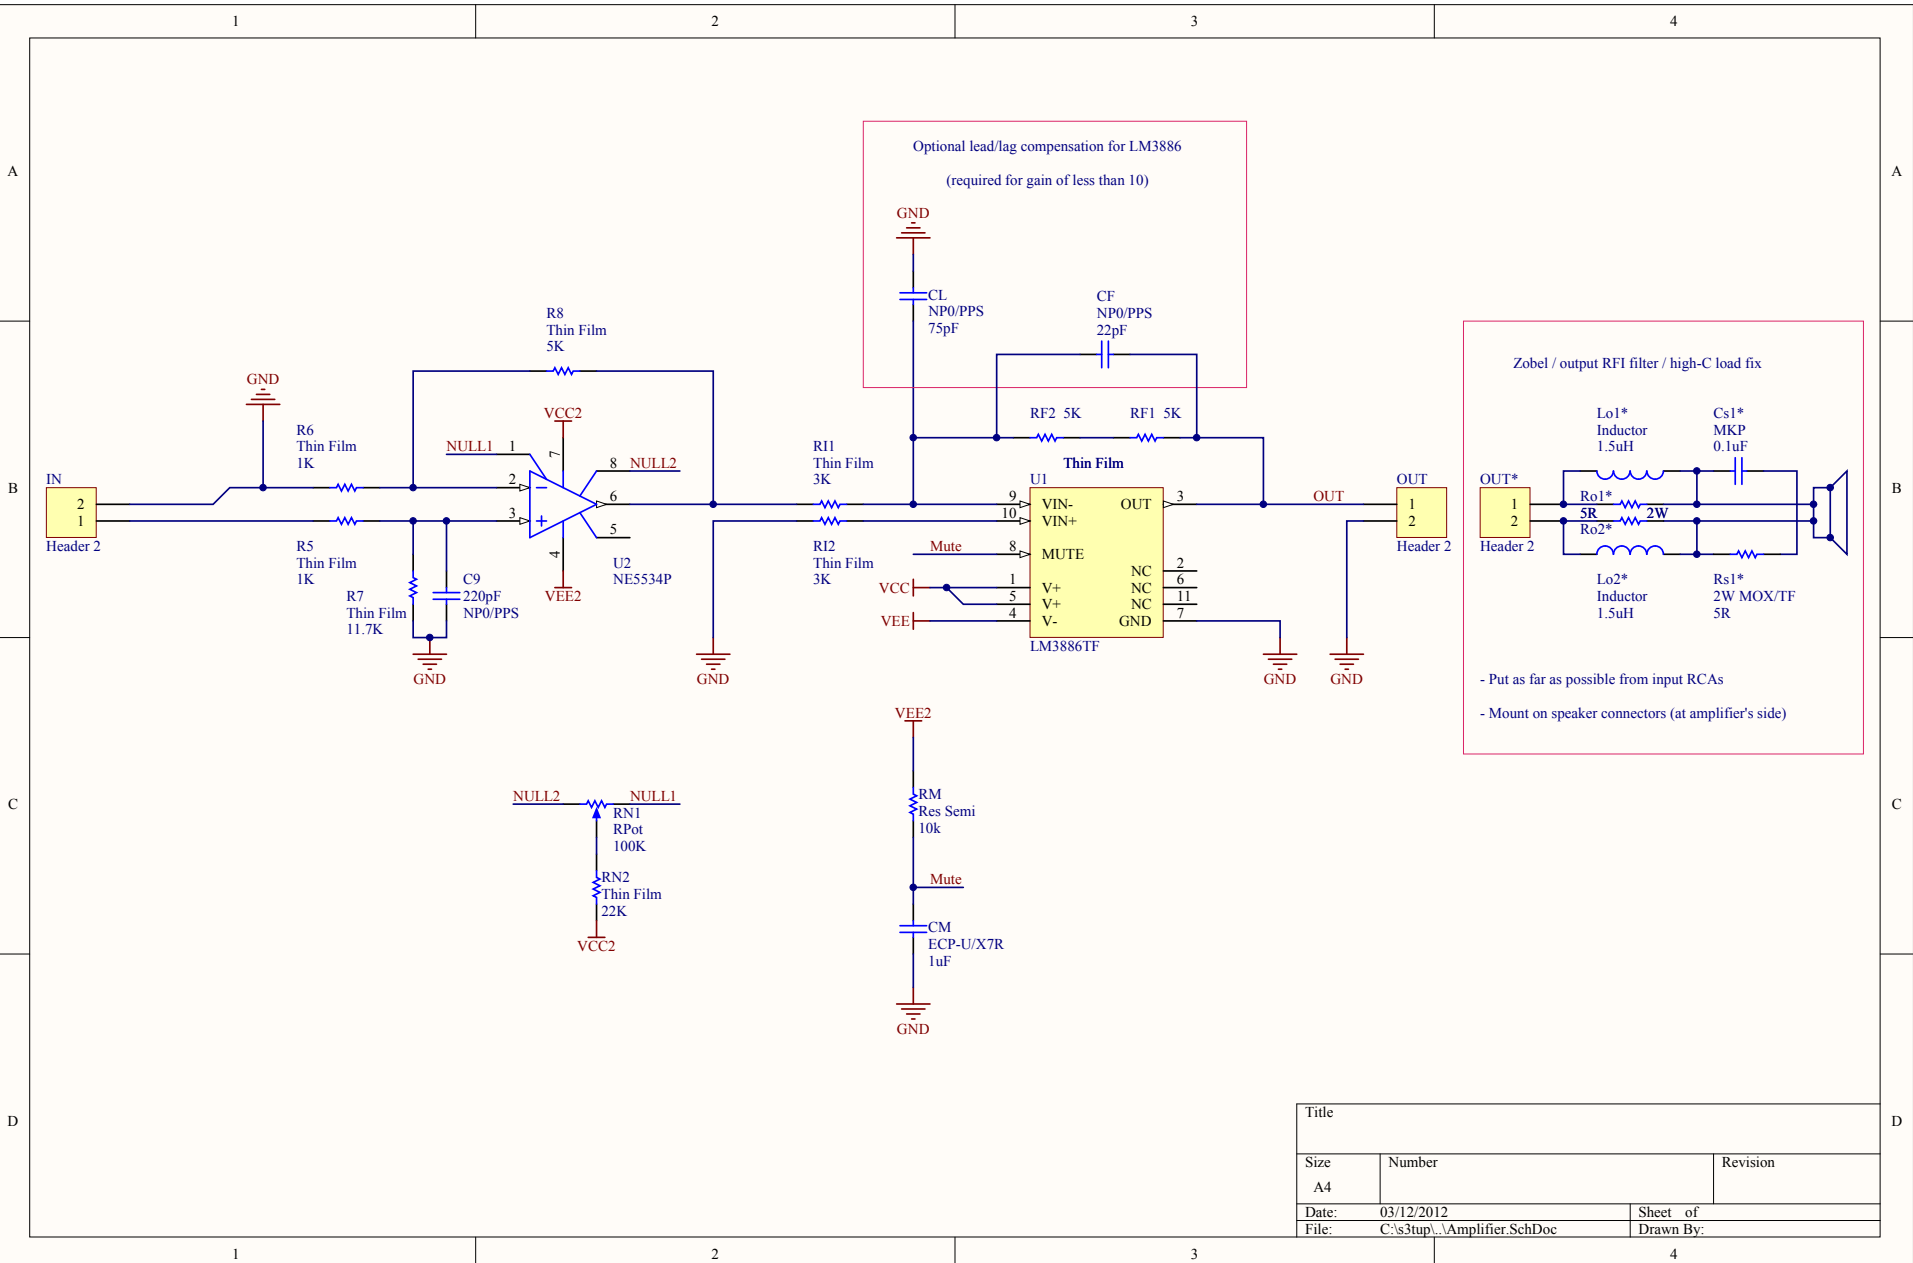 1
2
3
4
A
A
Optional lead/lag compensation for LM3886
(required for gain of less than 10)
GND
CL
NP0/PPS
75pF
CF
NP0/PPS
22pF
R8
Thin Film
5K
Zobel / output RFI filter / high-C load fix
GND
VCC2
7
RF2 5K
RF1 5K
Lo1*
Inductor
1.5uH
Cs1*
MKP
0.1uF
R6
Thin Film
1K
NULL1
1
8
NULL2
RI1
Thin Film
3K
Thin Film
B
IN
2
1
Header 2
2
3
6
5
4
VEE2
U2
NE5534P
R5
Thin Film
1K
R7
Thin Film
11.7K
C9
220pF
NP0/PPS
GND
RI2
Thin Film
3K
GND
U1
9
VIN-
10
VIN+
Mute
8
MUTE
VCC
1
V+
5
V+
VEE
4
V-
OUT
3
NC
2
NC
6
NC
11
GND
7
LM3886TF
GND
OUT
OUT
1
2
Header 2
GND
OUT*
1
2
Header 2
Ro1*
5R
2W
Ro2*
Lo2*
Inductor
1.5uH
Rs1*
2W MOX/TF
5R
B
- Put as far as possible from input RCAs
- Mount on speaker connectors (at amplifier's side)
C
NULL2
NULL1
RN1
RPot
100K
RN2
Thin Film
22K
VCC2
VEE2
RM
Res Semi
10k
Mute
CM
ECP-U/X7R
1uF
GND
C
D
D
Title
Size
A4
Number
Revision
Date:
03/12/2012
Sheet of
File:
C:\s3tup\..\Amplifier.SchDoc
Drawn By:
1
2
3
4